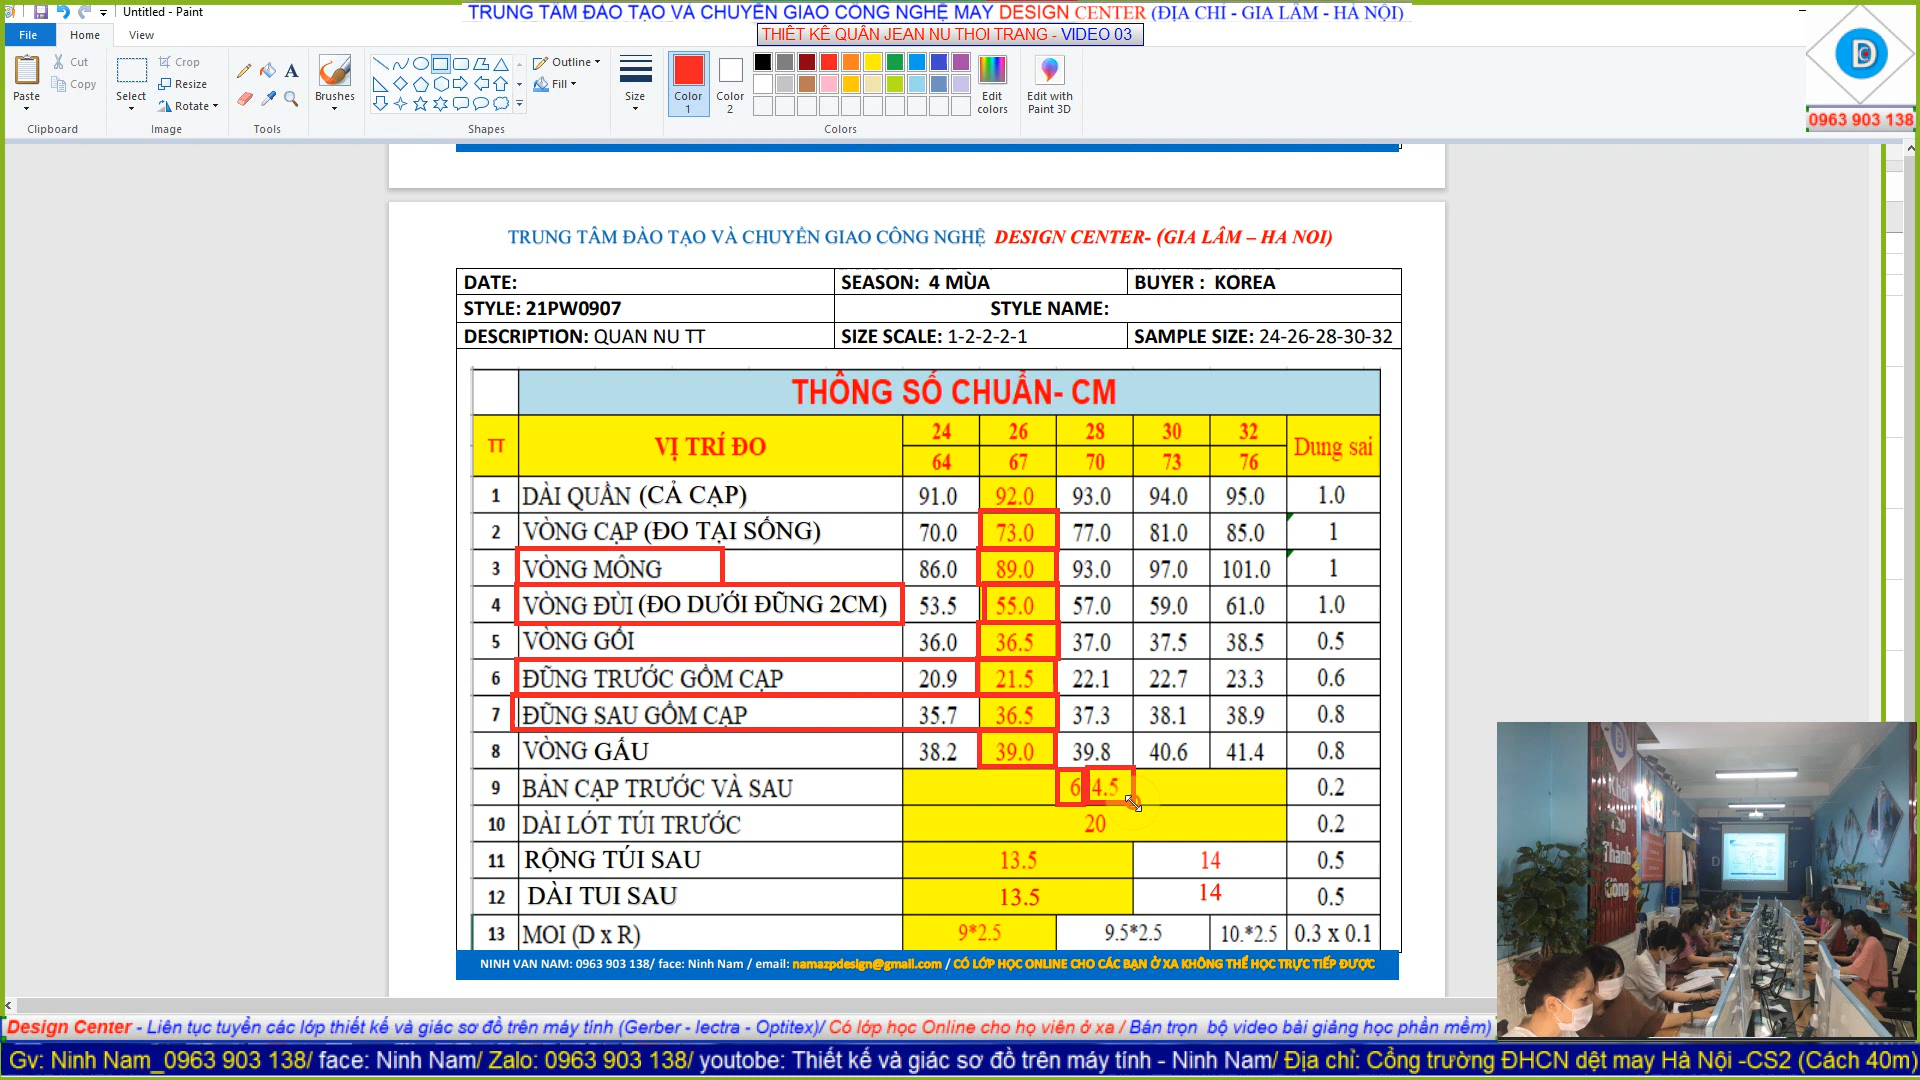 Untitled - Paint
TRUNG TÂM ĐÀO TẠO VÀ CHUYỂN GIAO CÔNG NGHỆ MAY DESIGN CENTER (ĐỊA CHỈ - GIA LÂM - HÀ NỘI)
File Home View
THIẾT KẾ QUẦN JEAN NU THOI TRANG - VIDEO 03
Paste Cut Copy
Select Crop Resize Rotate
Brushes
Outline Fill
Size
Color 1 Color 2
Edit colors
Edit with Paint 3D
Clipboard Image Tools Shapes Colors
0963 903 138
TRUNG TÂM ĐÀO TẠO VÀ CHUYỂN GIAO CÔNG NGHỆ DESIGN CENTER- (GIA LÂM – HA NOI)
DATE: SEASON: 4 MÙA BUYER : KOREA
STYLE: 21PW0907 STYLE NAME:
DESCRIPTION: QUAN NU TT SIZE SCALE: 1-2-2-2-1 SAMPLE SIZE: 24-26-28-30-32
THÔNG SỐ CHUẨN- CM
TT VỊ TRÍ ĐO 24 26 28 30 32 Dung sai
64 67 70 73 76
1 DÀI QUẦN (CẢ CẠP) 91.0 92.0 93.0 94.0 95.0 1.0
2 VÒNG CẠP (ĐO TẠI SỐNG) 70.0 73.0 77.0 81.0 85.0 1
3 VÒNG MÔNG 86.0 89.0 93.0 97.0 101.0 1
4 VÒNG ĐÙI (ĐO DƯỚI ĐŨNG 2CM) 53.5 55.0 57.0 59.0 61.0 1.0
5 VÒNG GỐI 36.0 36.5 37.0 37.5 38.5 0.5
6 ĐŨNG TRƯỚC GỒM CẠP 20.9 21.5 22.1 22.7 23.3 0.6
7 ĐŨNG SAU GỒM CẠP 35.7 36.5 37.3 38.1 38.9 0.8
8 VÒNG GẤU 38.2 39.0 39.8 40.6 41.4 0.8
9 BẢN CẠP TRƯỚC VÀ SAU 6 4.5 0.2
10 DÀI LÓT TÚI TRƯỚC 20 0.2
11 RỘNG TÚI SAU 13.5 14 0.5
12 DÀI TUI SAU 13.5 14 0.5
13 MOI (D x R) 9*2.5 9.5*2.5 10.*2.5 0.3 x 0.1
NINH VAN NAM: 0963 903 138/ face: Ninh Nam / email: namazpdesign@gmail.com / CÓ LỚP HỌC ONLINE CHO CÁC BẠN Ở XA KHÔNG THỂ HỌC TRỰC TIẾP ĐƯỢC
Design Center - Liên tục tuyển các lớp thiết kế và giác sơ đồ trên máy tính (Gerber - lectra - Optitex)/ Có lớp học Online cho họ viên ở xa / Bán trọn bộ video bài giảng học phần mềm)
Gv: Ninh Nam_0963 903 138/ face: Ninh Nam/ Zalo: 0963 903 138/ youtobe: Thiết kế và giác sơ đồ trên máy tính - Ninh Nam/ Địa chỉ: Cổng trường ĐHCN dệt may Hà Nội -CS2 (Cách 40m)